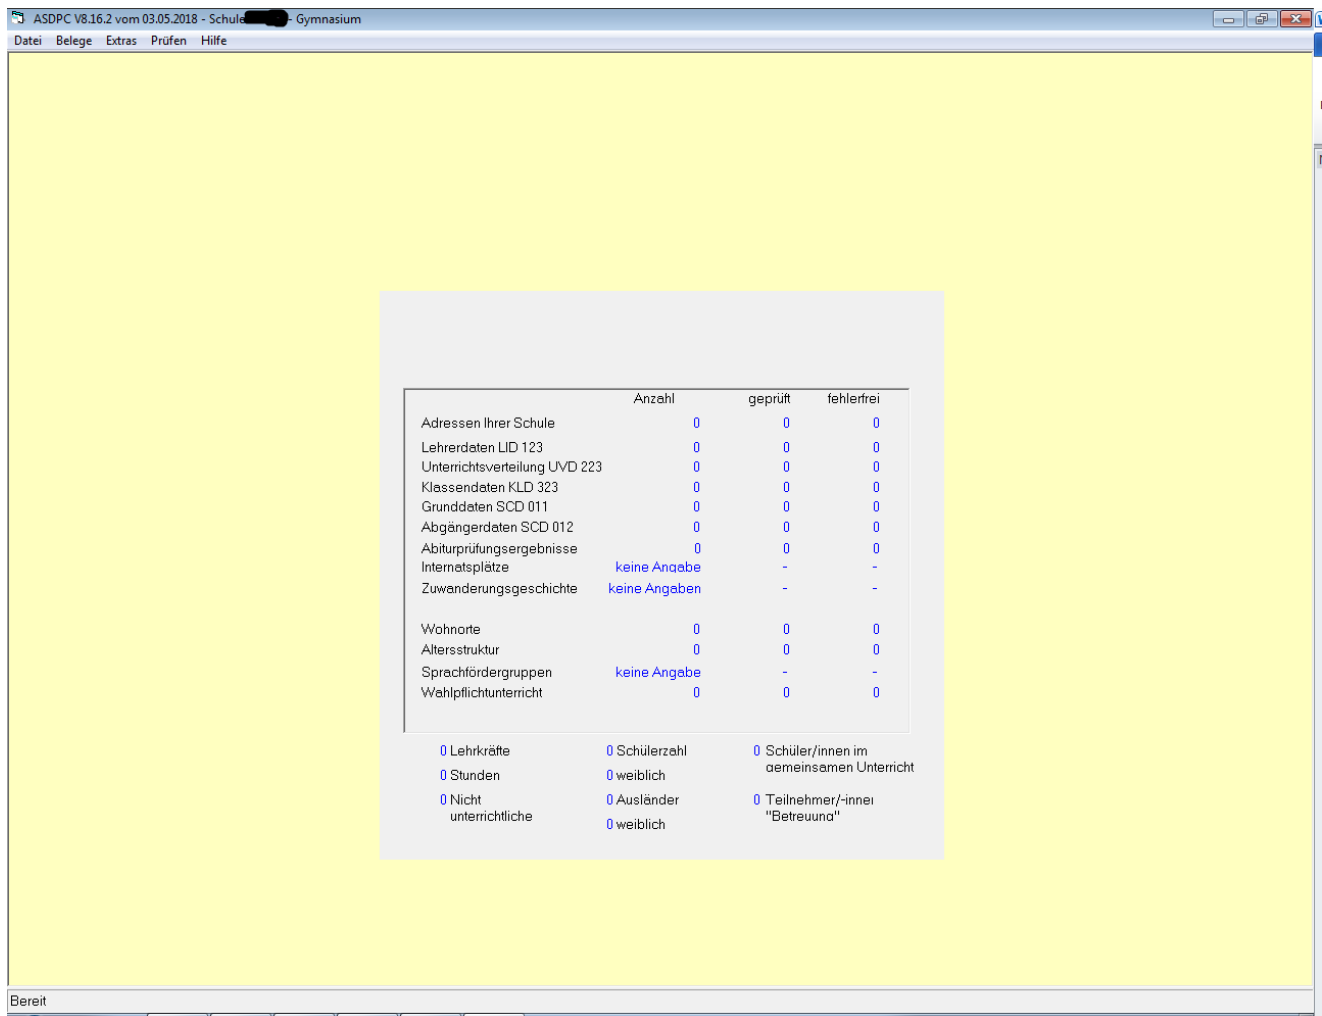 ASDPC V8.16.2 vom 03.05.2018 - Schule - Gymnasium
Datei Belege Extras Prüfen Hilfe
Anzahl geprüft fehlerfrei
Adressen Ihrer Schule 0 0 0
Lehrerdaten LID 123 0 0 0
Unterrichtsverteilung UVD 223 0 0 0
Klassendaten KLD 323 0 0 0
Grunddaten SCD 011 0 0 0
Abgängerdaten SCD 012 0 0 0
Abiturprüfungsergebnisse 0 0 0
Internatsplätze keine Angabe - -
Zuwanderungsgeschichte keine Angaben - -
Wohnorte 0 0 0
Altersstruktur 0 0 0
Sprachfördergruppen keine Angabe - -
Wahlpflichtunterricht 0 0 0
0 Lehrkräfte 0 Schülerzahl 0 Schüler/innen im
gemeinsamen Unterricht
0 Stunden 0 weiblich
0 Nicht 0 Ausländer 0 Teilnehmer/-inner
unterrichtliche "Betreuung"
0 weiblich
Bereit